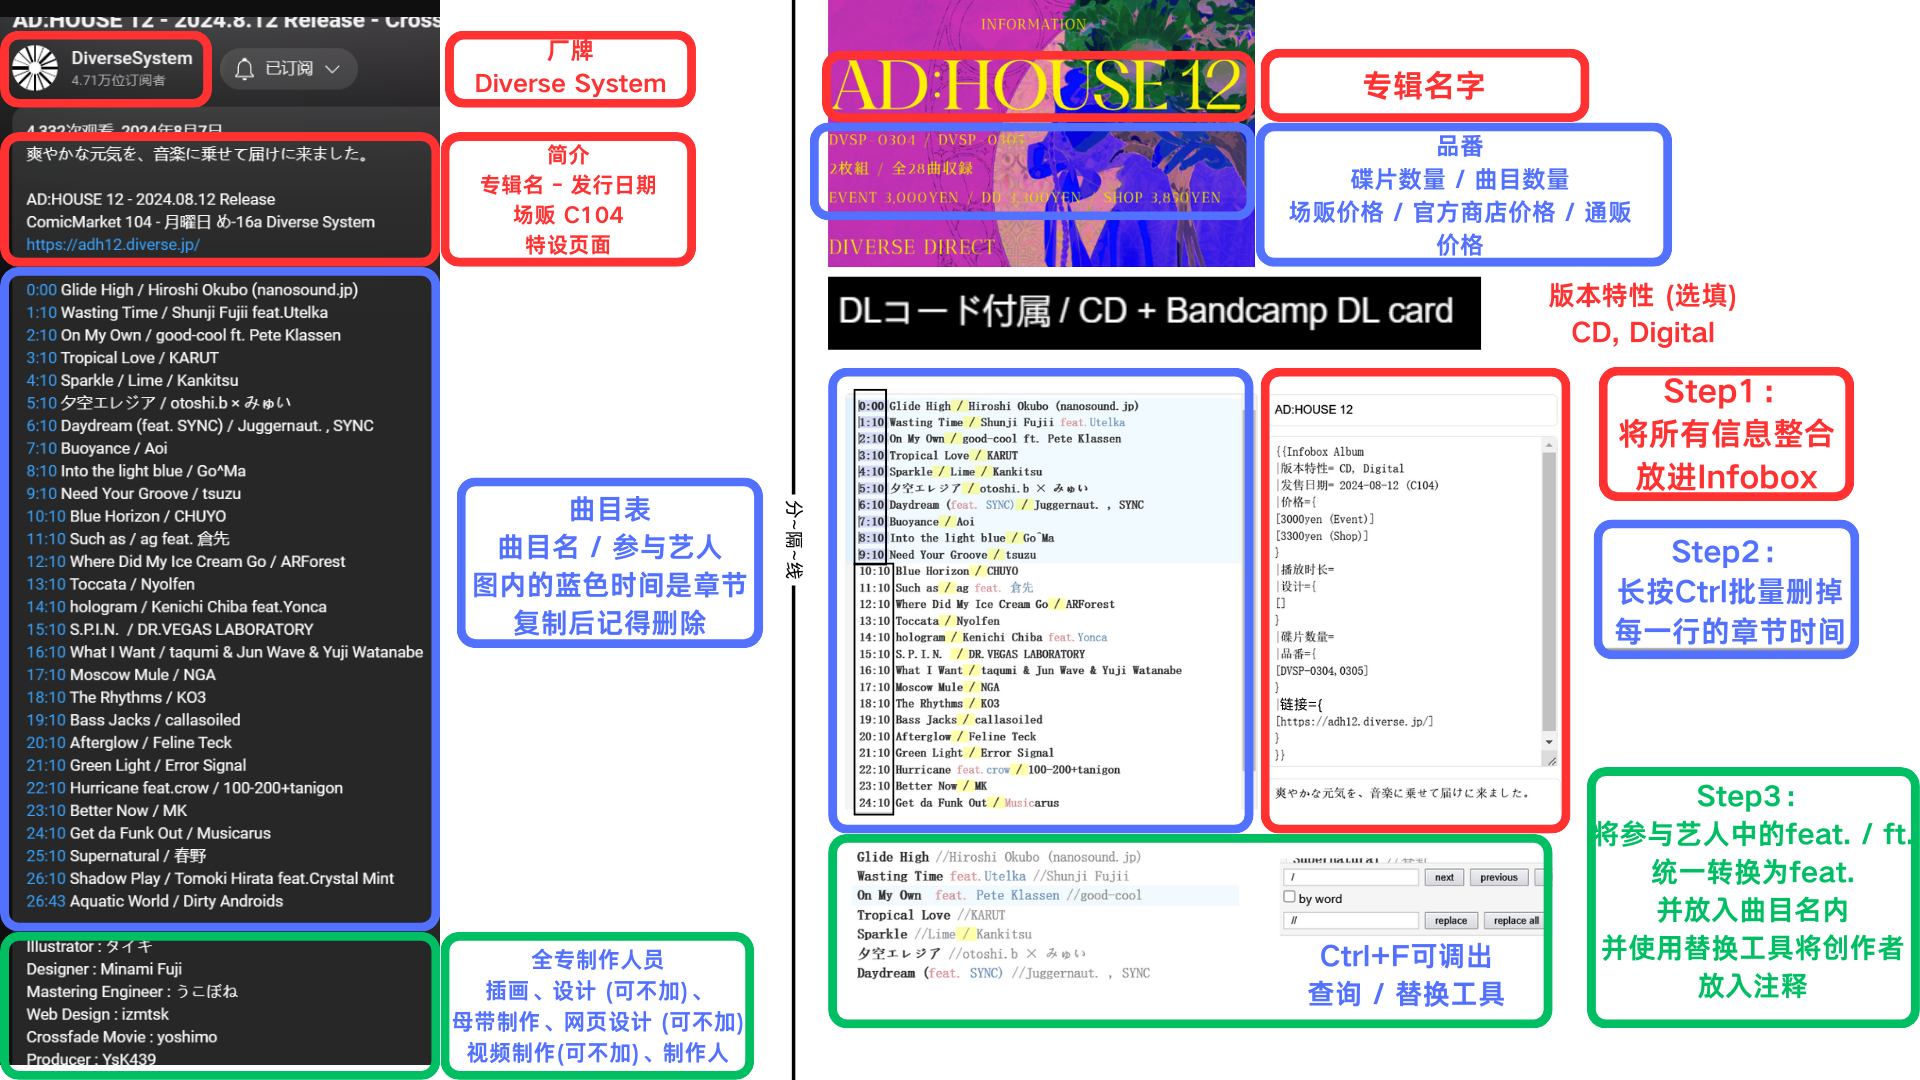 AD:HOUSE 12 - 2024.8.12 Release - Cross
DiverseSystem
4.71万位订阅者
已订阅
厂牌
Diverse System
4,332次观看 2024年8月7日
爽やかな元気を、音楽に乗せて届けに来ました。
AD:HOUSE 12 - 2024.08.12 Release
ComicMarket 104 - 月曜日 め-16a Diverse System
https://adh12.diverse.jp/
简介
专辑名 - 发行日期
场贩 C104
特设页面
0:00 Glide High / Hiroshi Okubo (nanosound.jp)
1:10 Wasting Time / Shunji Fujii feat.Utelka
2:10 On My Own / good-cool ft. Pete Klassen
3:10 Tropical Love / KARUT
4:10 Sparkle / Lime / Kankitsu
5:10 夕空エレジア / otoshi.b × みゅい
6:10 Daydream (feat. SYNC) / Juggernaut. , SYNC
7:10 Buoyance / Aoi
8:10 Into the light blue / Go^Ma
9:10 Need Your Groove / tsuzu
10:10 Blue Horizon / CHUYO
11:10 Such as / ag feat. 倉先
12:10 Where Did My Ice Cream Go / ARForest
13:10 Toccata / Nyolfen
14:10 hologram / Kenichi Chiba feat.Yonca
15:10 S.P.I.N. / DR.VEGAS LABORATORY
16:10 What I Want / taqumi & Jun Wave & Yuji Watanabe
17:10 Moscow Mule / NGA
18:10 The Rhythms / KO3
19:10 Bass Jacks / callasoiled
20:10 Afterglow / Feline Teck
21:10 Green Light / Error Signal
22:10 Hurricane feat.crow / 100-200+tanigon
23:10 Better Now / MK
24:10 Get da Funk Out / Musicarus
25:10 Supernatural / 春野
26:10 Shadow Play / Tomoki Hirata feat.Crystal Mint
26:43 Aquatic World / Dirty Androids
曲目表
曲目名 / 参与艺人
图内的蓝色时间是章节
复制后记得删除
Illustrator : タイキ
Designer : Minami Fuji
Mastering Engineer : うこぼね
Web Design : izmtsk
Crossfade Movie : yoshimo
Producer : YsK439
全专制作人员
插画、设计 (可不加)、
母带制作、网页设计 (可不加)
视频制作(可不加)、制作人
分~隔~线
INFORMATION
AD:HOUSE 12
DVSP-0304 / DVSP-0305
2枚組 / 全28曲収録
EVENT 3,000YEN / DD 3,300YEN / SHOP 3,850YEN
DIVERSE DIRECT
专辑名字
品番
碟片数量 / 曲目数量
场贩价格 / 官方商店价格 / 通贩
价格
DLコード付属 / CD + Bandcamp DL card
版本特性 (选填)
CD, Digital
0:00 Glide High / Hiroshi Okubo (nanosound.jp)
1:10 Wasting Time / Shunji Fujii feat.Utelka
2:10 On My Own / good-cool ft. Pete Klassen
3:10 Tropical Love / KARUT
4:10 Sparkle / Lime / Kankitsu
5:10 夕空エレジア / otoshi.b × みゅい
6:10 Daydream (feat. SYNC) / Juggernaut. , SYNC
7:10 Buoyance / Aoi
8:10 Into the light blue / Go^Ma
9:10 Need Your Groove / tsuzu
10:10 Blue Horizon / CHUYO
11:10 Such as / ag feat. 倉先
12:10 Where Did My Ice Cream Go / ARForest
13:10 Toccata / Nyolfen
14:10 hologram / Kenichi Chiba feat.Yonca
15:10 S.P.I.N. / DR.VEGAS LABORATORY
16:10 What I Want / taqumi & Jun Wave & Yuji Watanabe
17:10 Moscow Mule / NGA
18:10 The Rhythms / KO3
19:10 Bass Jacks / callasoiled
20:10 Afterglow / Feline Teck
21:10 Green Light / Error Signal
22:10 Hurricane feat.crow / 100-200+tanigon
23:10 Better Now / MK
24:10 Get da Funk Out / Musicarus
AD:HOUSE 12
{{Infobox Album
|版本特性= CD, Digital
|发售日期= 2024-08-12 (C104)
|价格={
[3000yen (Event)]
[3300yen (Shop)]
}
|播放时长=
|设计={
[]
}
|碟片数量=
|品番={
[DVSP-0304,0305]
}
|链接={
[https://adh12.diverse.jp/]
}
}}
爽やかな元気を、音楽に乗せて届けに来ました。
Step1：
将所有信息整合
放进Infobox
Step2：
长按Ctrl批量删掉
每一行的章节时间
Glide High //Hiroshi Okubo (nanosound.jp)
Wasting Time feat.Utelka //Shunji Fujii
On My Own feat. Pete Klassen //good-cool
Tropical Love //KARUT
Sparkle //Lime / Kankitsu
夕空エレジア //otoshi.b × みゅい
Daydream (feat. SYNC) //Juggernaut. , SYNC
Supernatural //春野
/
next
previous
by word
//
replace
replace all
Ctrl+F可调出
查询 / 替换工具
Step3：
将参与艺人中的feat. / ft.
统一转换为feat.
并放入曲目名内
并使用替换工具将创作者
放入注释